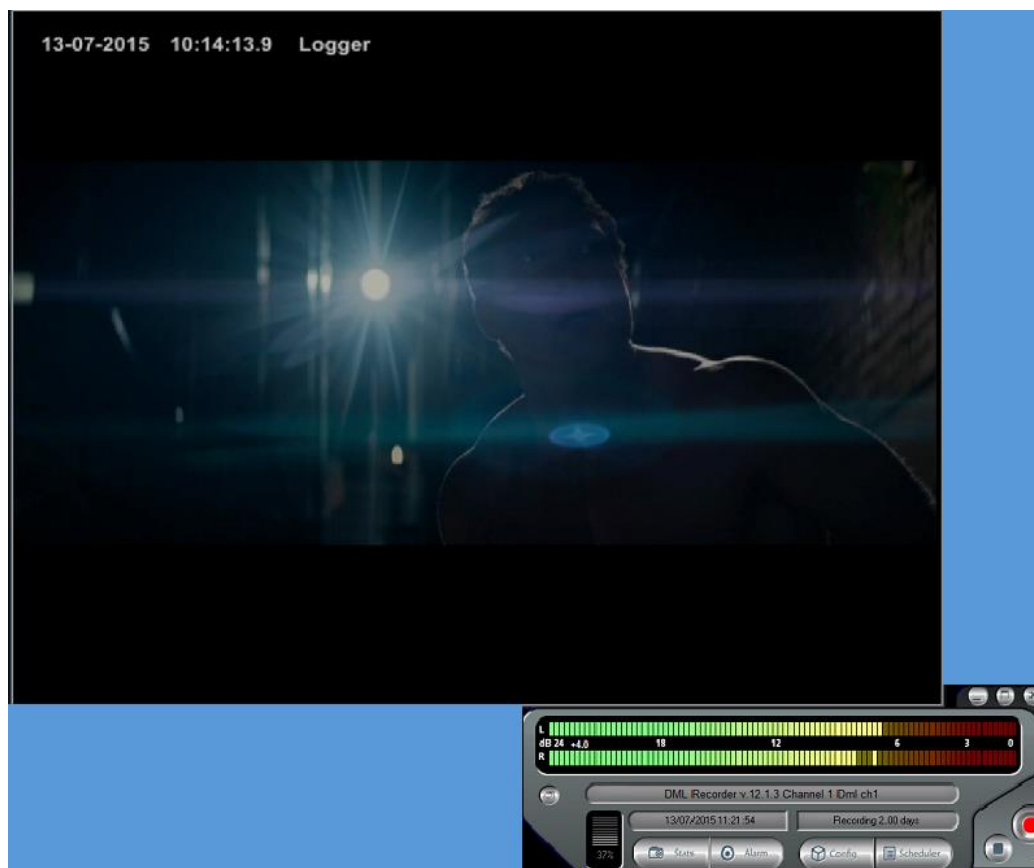 13-07-2015 10:14:13.9 Logger
L
dB 24 +4.0 18 12 6 3 0
R
DML Recorder v.12.1.3 Channel 1 Dml ch1
13/07/2015 11:21:54 Recording 2.00 days
37% Stats Alarm Config Scheduler